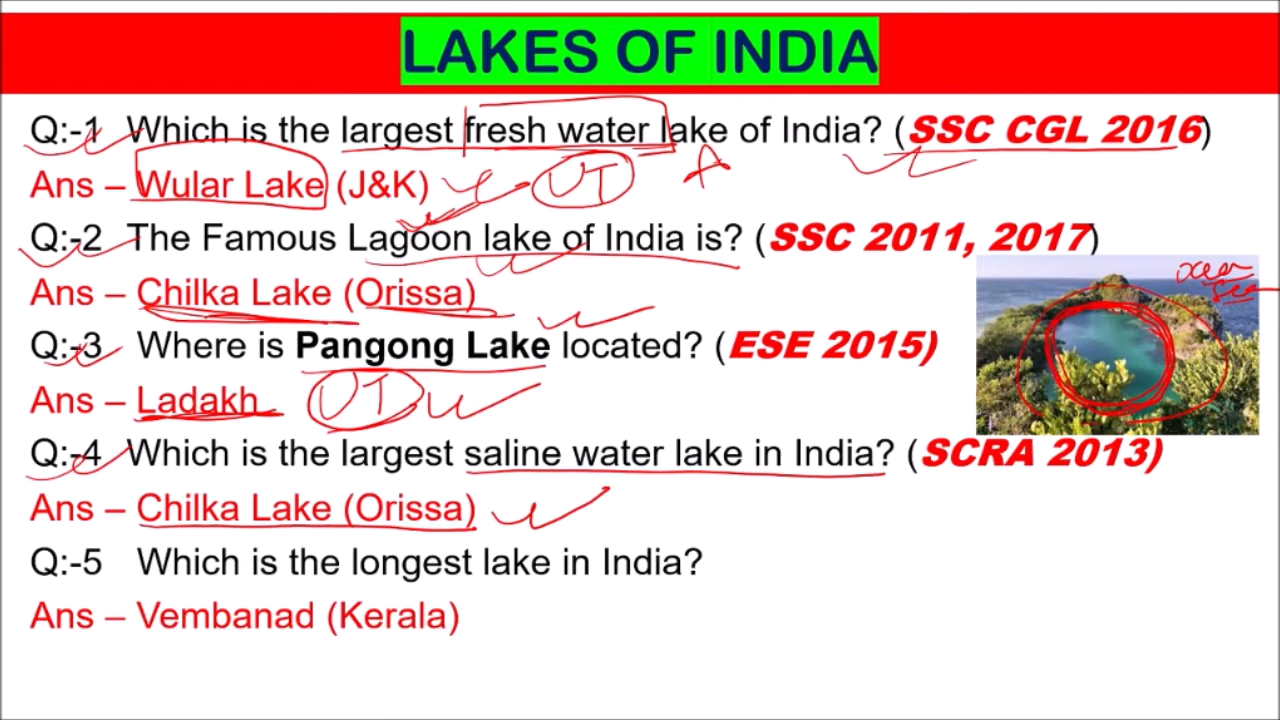 LAKES OF INDIA
Q:-1 Which is the largest fresh water lake of India? (SSC CGL 2016)
Ans – Wular Lake (J&K) UT
Q:-2 The Famous Lagoon lake of India is? (SSC 2011, 2017)
Ans – Chilka Lake (Orissa)
ocean
sea
Q:-3 Where is Pangong Lake located? (ESE 2015)
Ans – Ladakh UT
Q:-4 Which is the largest saline water lake in India? (SCRA 2013)
Ans – Chilka Lake (Orissa)
Q:-5 Which is the longest lake in India?
Ans – Vembanad (Kerala)